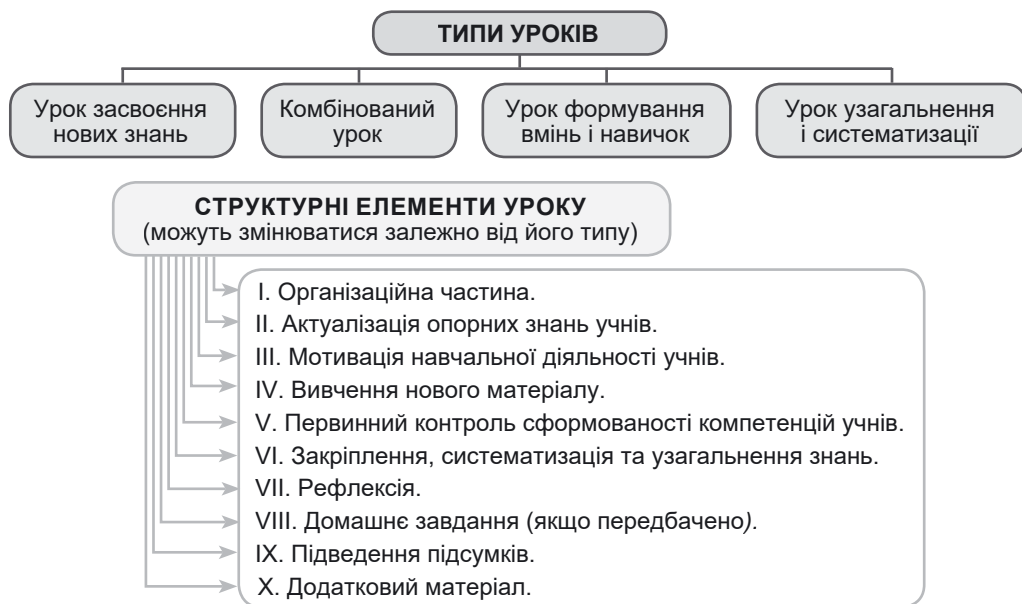 ТИПИ УРОКІВ
Урок засвоєння
нових знань
Комбінований
урок
Урок формування
вмінь і навичок
Урок узагальнення
і систематизації
СТРУКТУРНІ ЕЛЕМЕНТИ УРОКУ
(можуть змінюватися залежно від його типу)
I. Організаційна частина.
II. Актуалізація опорних знань учнів.
III. Мотивація навчальної діяльності учнів.
IV. Вивчення нового матеріалу.
V. Первинний контроль сформованості компетенцій учнів.
VI. Закріплення, систематизація та узагальнення знань.
VII. Рефлексія.
VIII. Домашнє завдання (якщо передбачено).
IX. Підведення підсумків.
X. Додатковий матеріал.